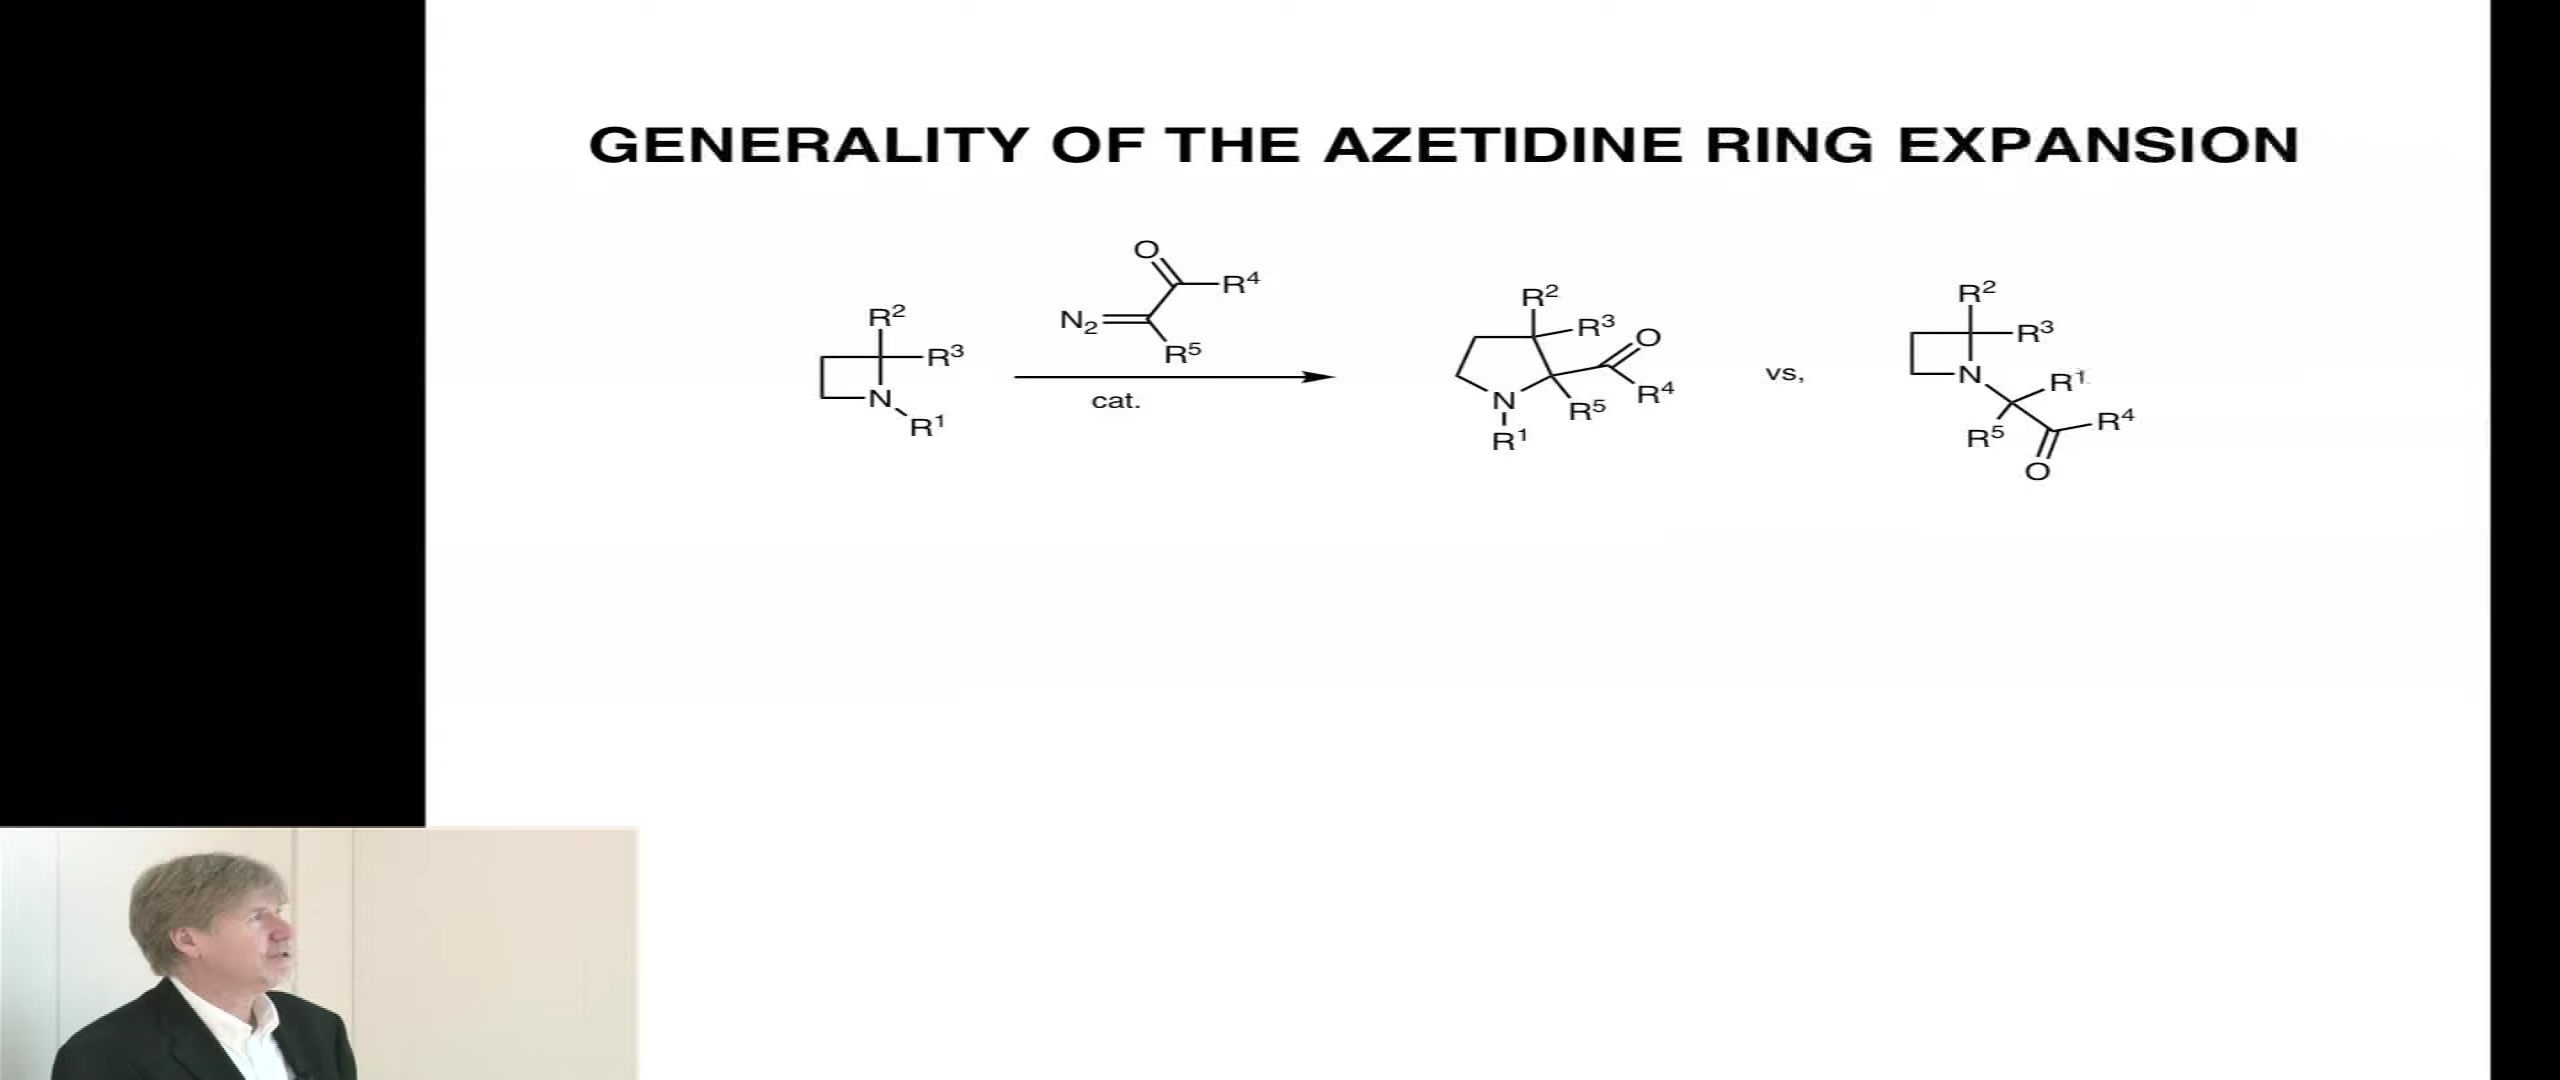 GENERALITY OF THE AZETIDINE RING EXPANSION
R² R³ N R¹
O R⁴ N₂ R⁵
cat.
R² R³ O R⁴ R⁵ N R¹
vs,
R² R³ N R¹ R⁴ R⁵ O